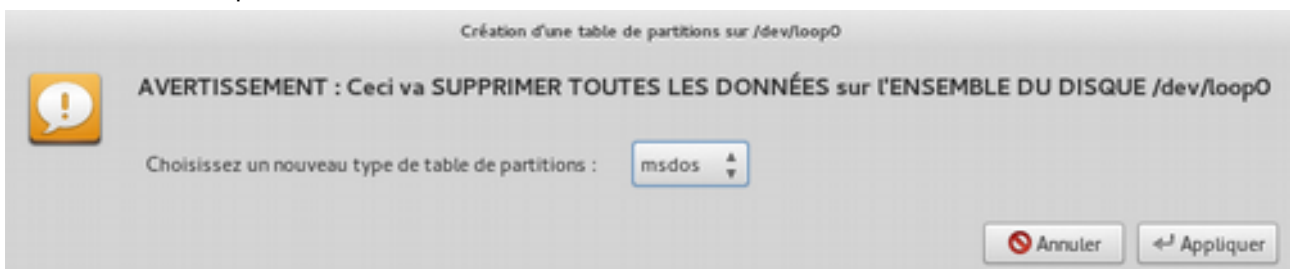 Création d'une table de partitions sur /dev/loop0
AVERTISSEMENT : Ceci va SUPPRIMER TOUTES LES DONNÉES sur l'ENSEMBLE DU DISQUE /dev/loop0
Choisissez un nouveau type de table de partitions : msdos
Annuler Appliquer